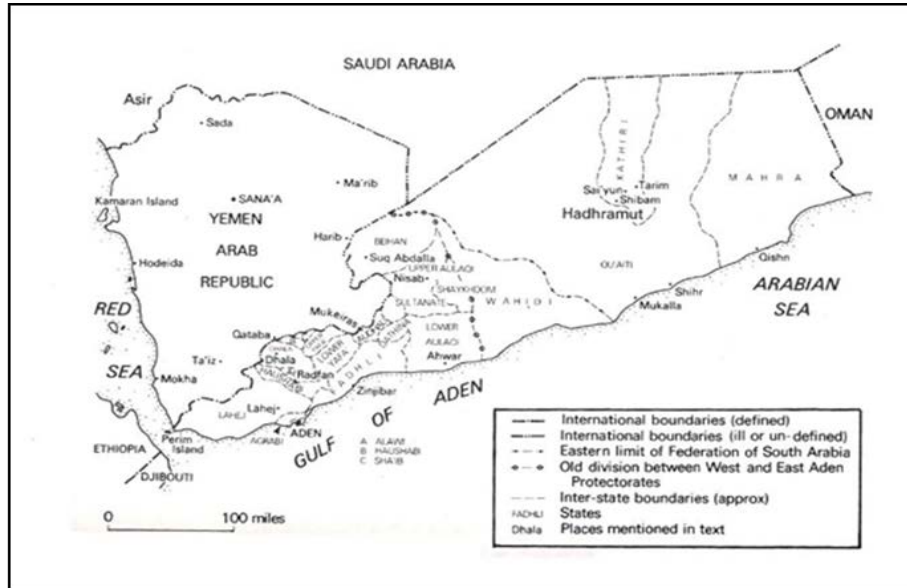 SAUDI ARABIA
Asir
Sada
OMAN
KATHIRI
MAHRA
Ma'rib
Sai'yun
Tarim
Shibam
SANA'A
Kamaran Island
Hadhramut
YEMEN
ARAB
REPUBLIC
Harib
BEIHAN
Suq Abdalla
UPPER AULAQI
Nisab
SHAYKHDOM
Hodeida
QU'AITI
Qishn
SULTANATE
WAHIDI
Shihr
Mukalla
ARABIAN
SEA
RED
SEA
Mukeiras
Qataba
LOWER
YAFA
DATHINA
LOWER
AULAQI
Ahwar
Dhala
Radfan
Ta'iz
FADHLI
Mokha
Zinjibar
LAHEJ
Lahej
ADEN
AQRABI
GULF OF ADEN
Perim
Island
ETHIOPIA
DJIBOUTI
A ALAWI
B HAUSHABI
C SHA'IB
0 100 miles
International boundaries (defined)
International boundaries (ill or un-defined)
Eastern limit of Federation of South Arabia
Old division between West and East Aden
Protectorates
Inter-state boundaries (approx)
FADHLI States
Dhala Places mentioned in text